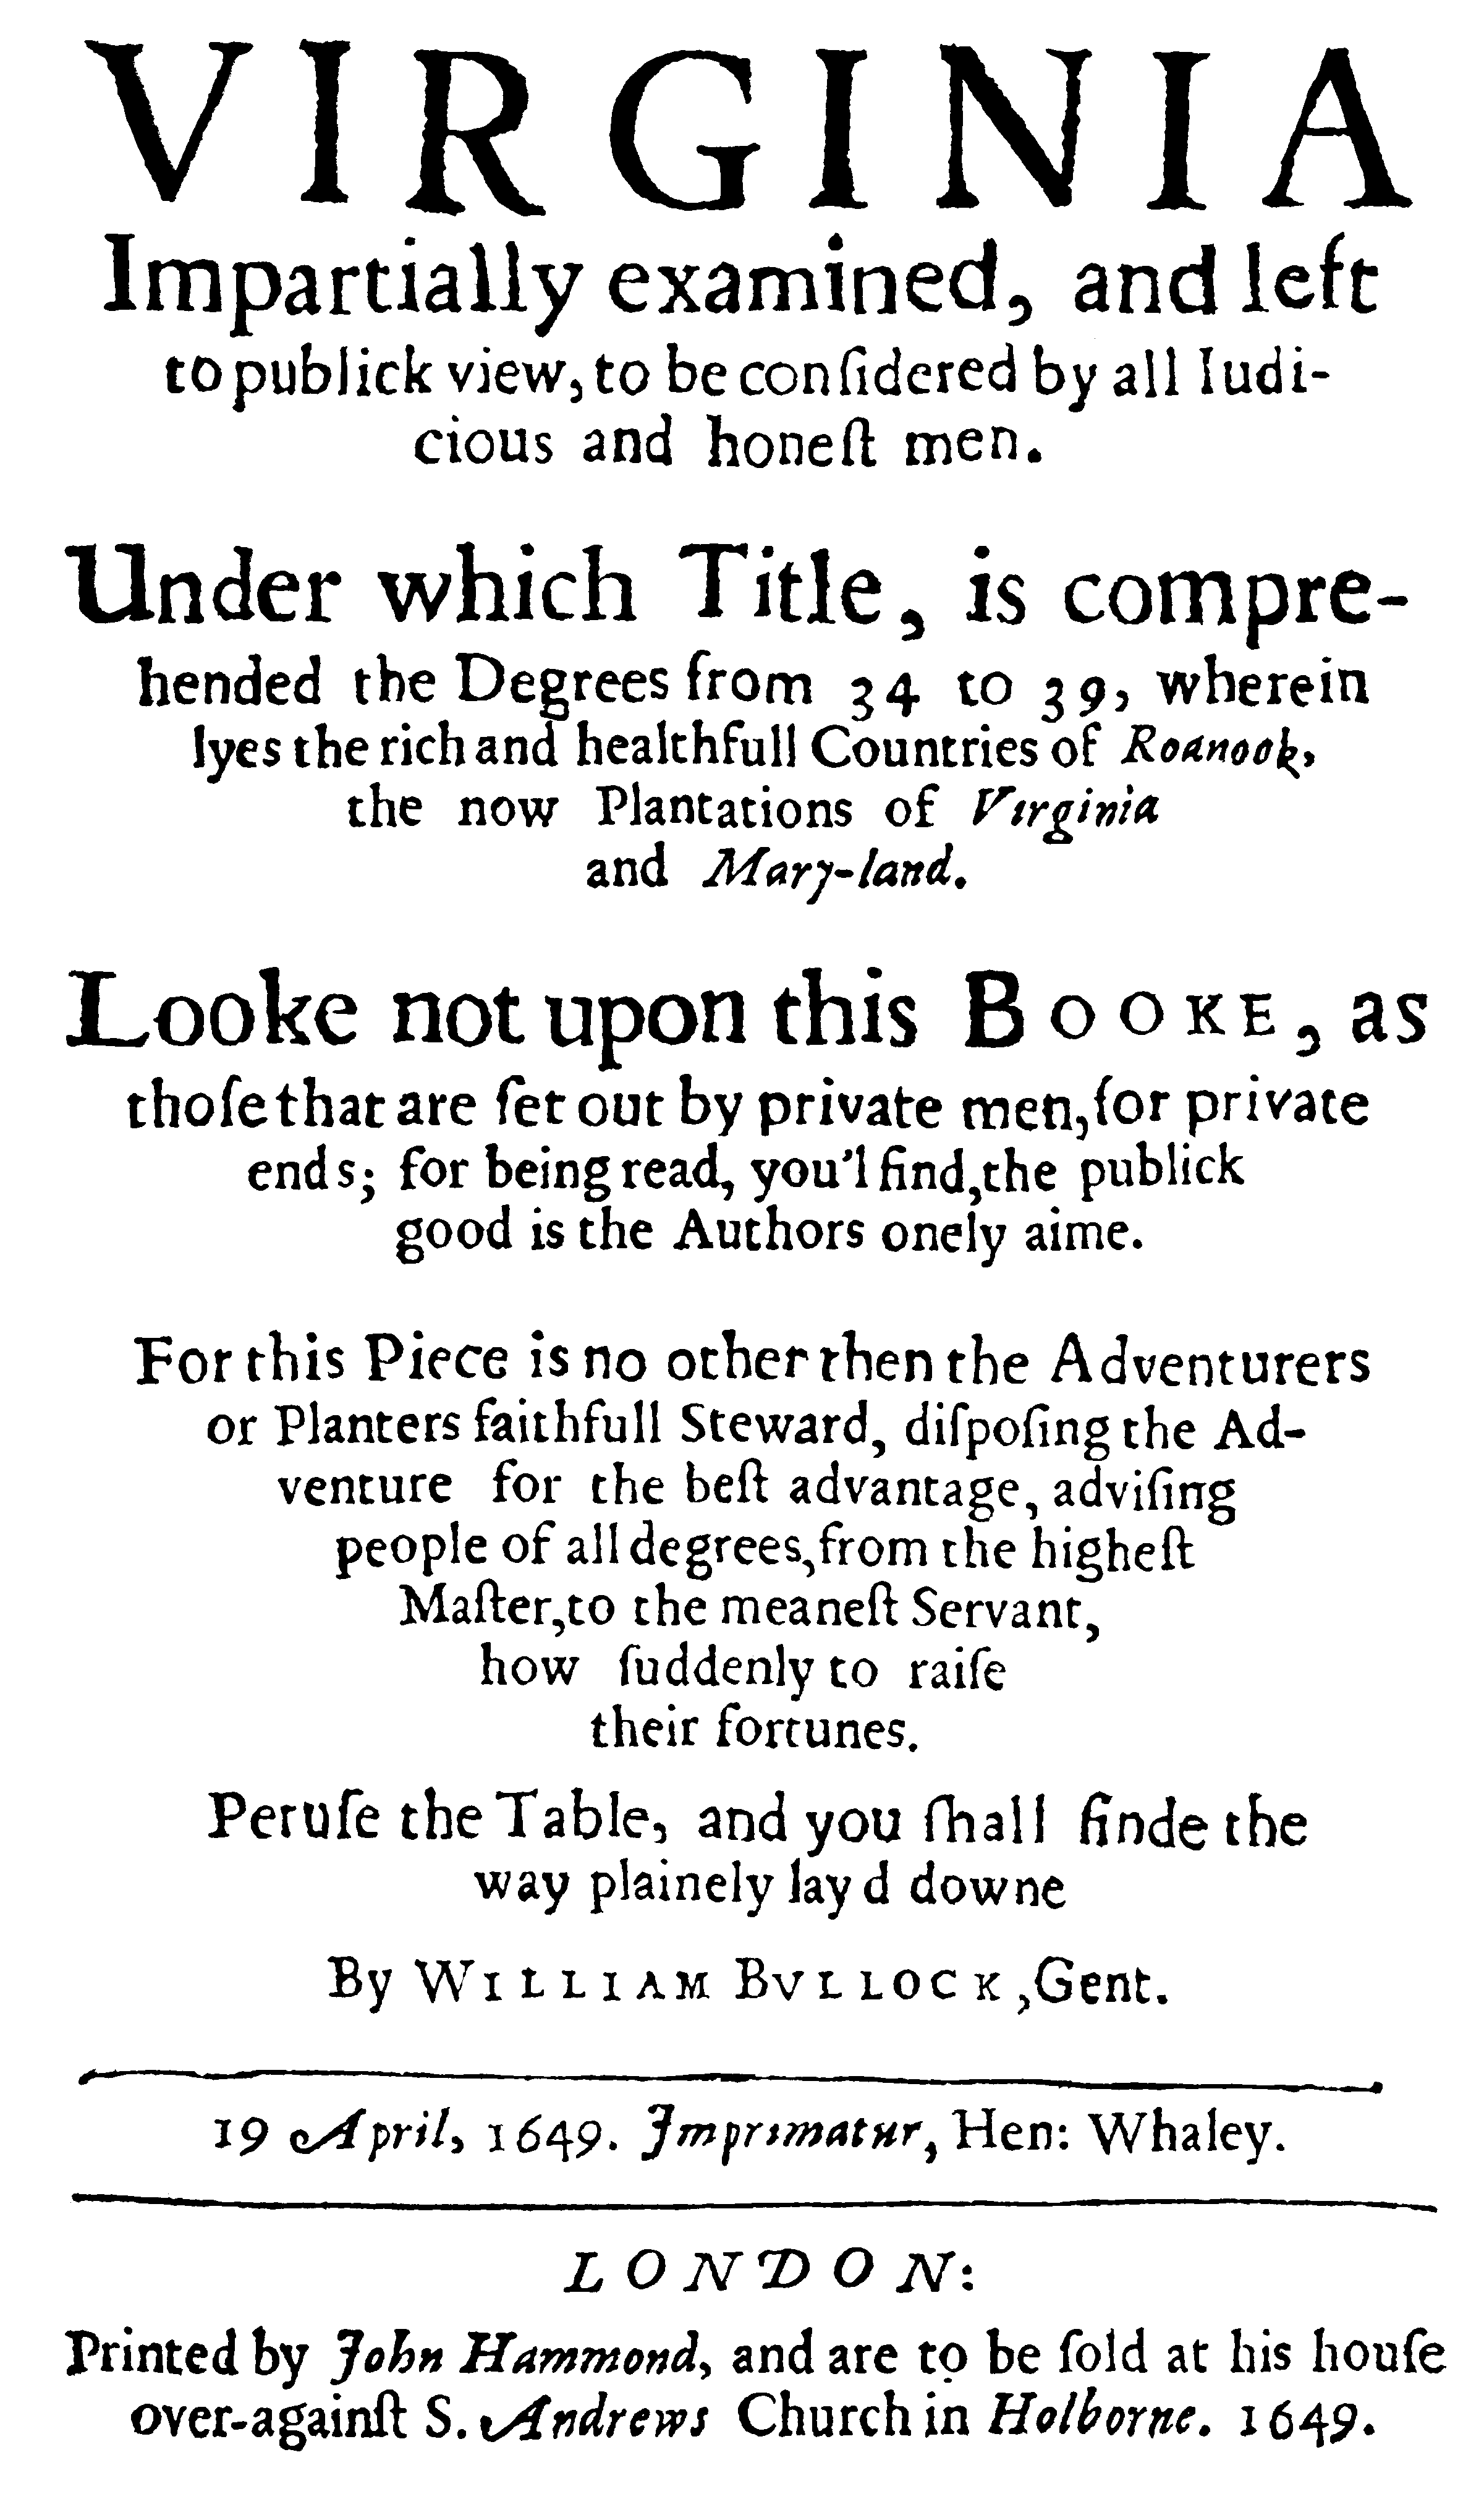 VIRGINIA
Impartially examined, and left
to publick view, to be conſidered by all Iudi-
cious and honeſt men.
Under which Title, is compre-
hended the Degrees from 34 to 39, wherein
lyes the rich and healthfull Countries of Roanook,
the now Plantations of Virginia
and Mary-land.
Looke not upon this BOOKE, as
thoſe that are ſet out by private men, for private
ends; for being read, you'l find, the publick
good is the Authors onely aime.
For this Piece is no other then the Adventurers
or Planters faithfull Steward, diſpoſing the Ad-
venture for the beſt advantage, adviſing
people of all degrees, from the higheſt
Maſter, to the meaneſt Servant,
how ſuddenly to raiſe
their fortunes.
Peruſe the Table, and you ſhall finde the
way plainely layd downe
By WILLIAM BVLLOCK, Gent.
19 April, 1649. Imprimatur, Hen: Whaley.
LONDON:
Printed by John Hammond, and are to be ſold at his houſe
over-againſt S. Andrews Church in Holborne. 1649.